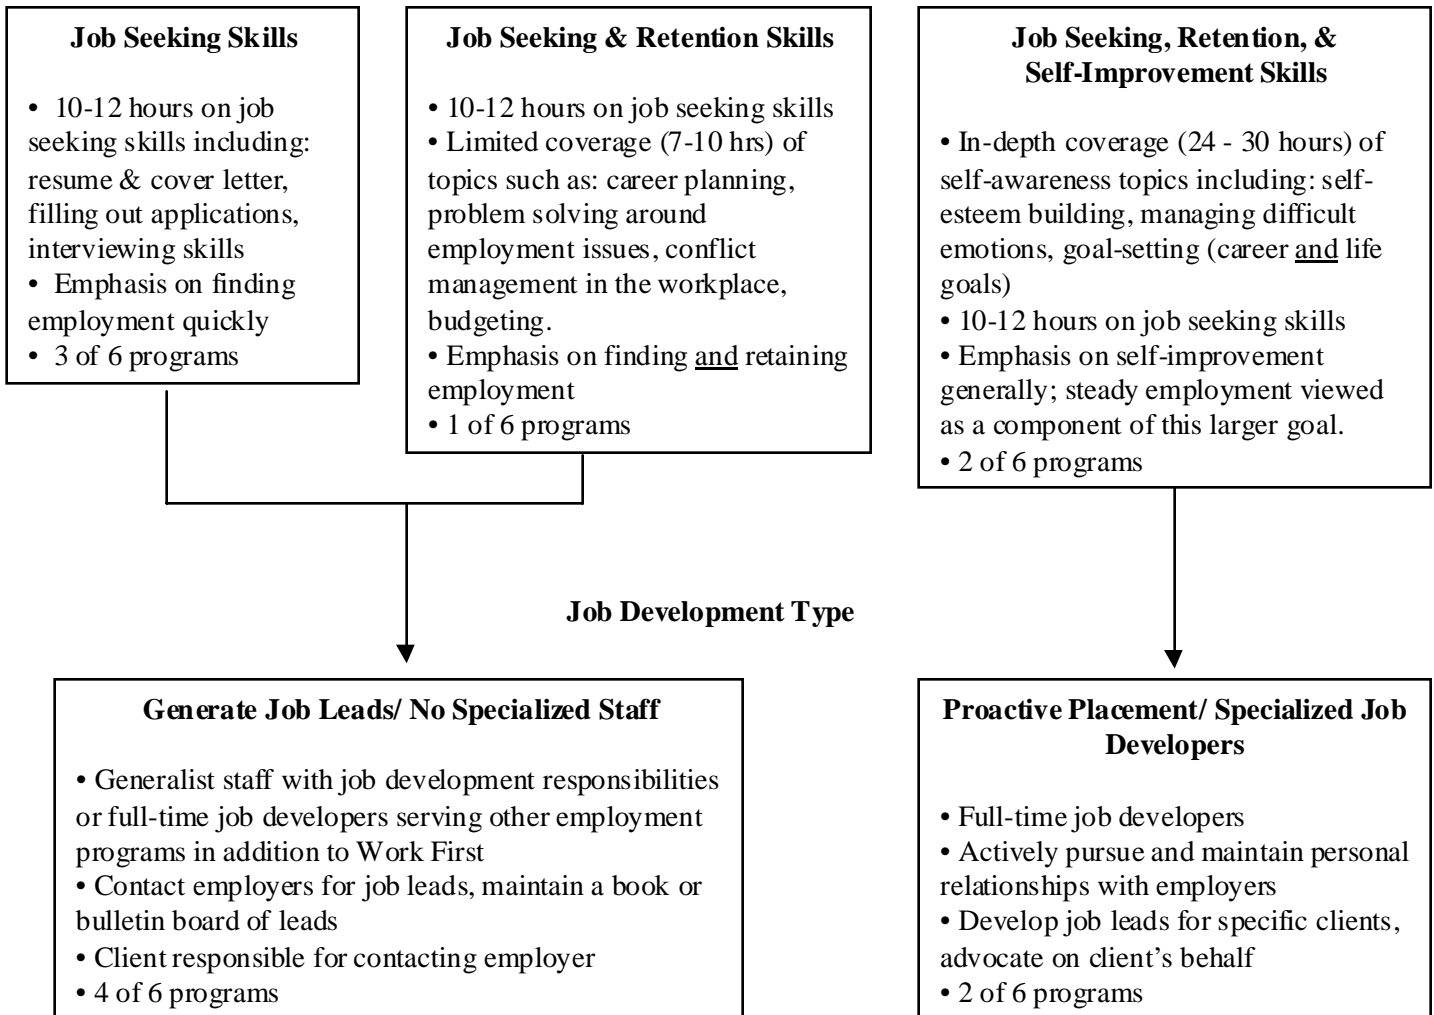 Job Seeking Skills
• 10-12 hours on job
seeking skills including:
resume & cover letter,
filling out applications,
interviewing skills
• Emphasis on finding
employment quickly
• 3 of 6 programs
Job Seeking & Retention Skills
• 10-12 hours on job seeking skills
• Limited coverage (7-10 hrs) of
topics such as: career planning,
problem solving around
employment issues, conflict
management in the workplace,
budgeting.
• Emphasis on finding and retaining
employment
• 1 of 6 programs
Job Seeking, Retention, &
Self-Improvement Skills
• In-depth coverage (24 - 30 hours) of
self-awareness topics including: self-
esteem building, managing difficult
emotions, goal-setting (career and life
goals)
• 10-12 hours on job seeking skills
• Emphasis on self-improvement
generally; steady employment viewed
as a component of this larger goal.
• 2 of 6 programs
Job Development Type
Generate Job Leads/ No Specialized Staff
• Generalist staff with job development responsibilities
or full-time job developers serving other employment
programs in addition to Work First
• Contact employers for job leads, maintain a book or
bulletin board of leads
• Client responsible for contacting employer
• 4 of 6 programs
Proactive Placement/ Specialized Job
Developers
• Full-time job developers
• Actively pursue and maintain personal
relationships with employers
• Develop job leads for specific clients,
advocate on client’s behalf
• 2 of 6 programs